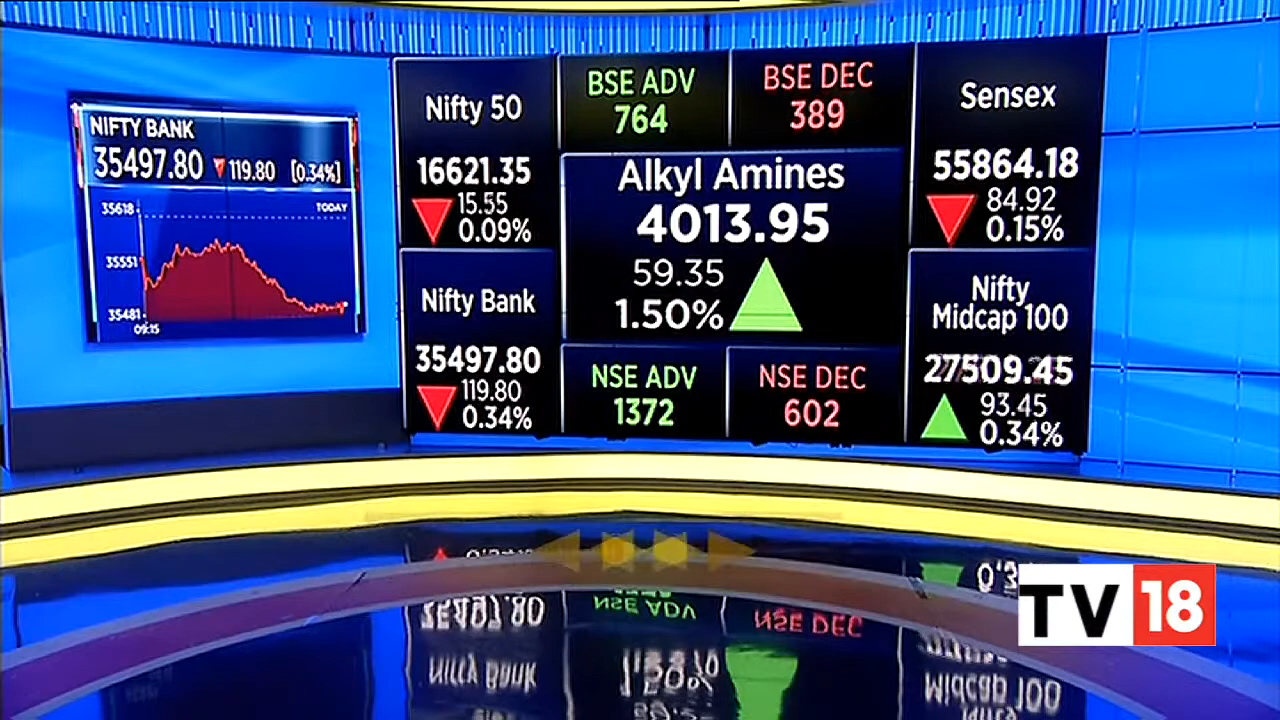 NIFTY BANK
35497.80 119.80 [0.34%]
35618
TODAY
35551
35481
09:15
Nifty 50
16621.35
15.55
0.09%
Nifty Bank
35497.80
119.80
0.34%
BSE ADV
764
BSE DEC
389
Alkyl Amines
4013.95
59.35
1.50%
NSE ADV
1372
NSE DEC
602
Sensex
55864.18
84.92
0.15%
Nifty
Midcap 100
27509.45
93.45
0.34%
TV 18